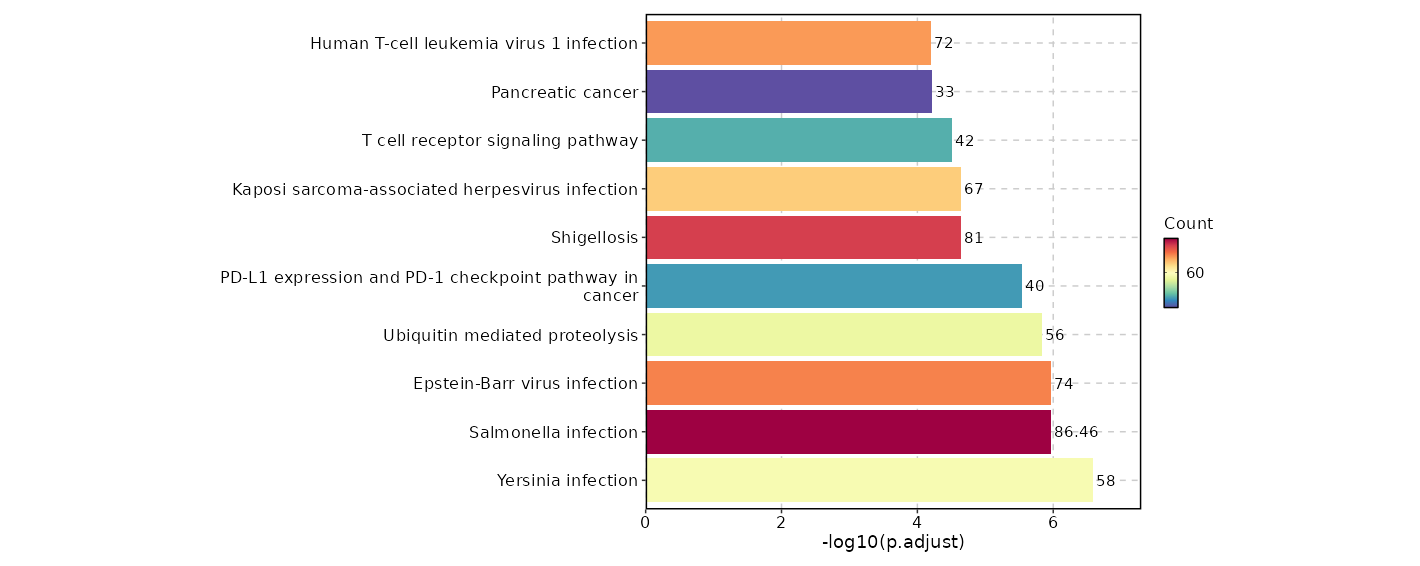 Human T-cell leukemia virus 1 infection 72
Pancreatic cancer 33
T cell receptor signaling pathway 42
Kaposi sarcoma-associated herpesvirus infection 67
Shigellosis 81
PD-L1 expression and PD-1 checkpoint pathway in
cancer 40
Ubiquitin mediated proteolysis 56
Epstein-Barr virus infection 74
Salmonella infection 86.46
Yersinia infection 58
0 2 4 6
-log10(p.adjust)
Count
60